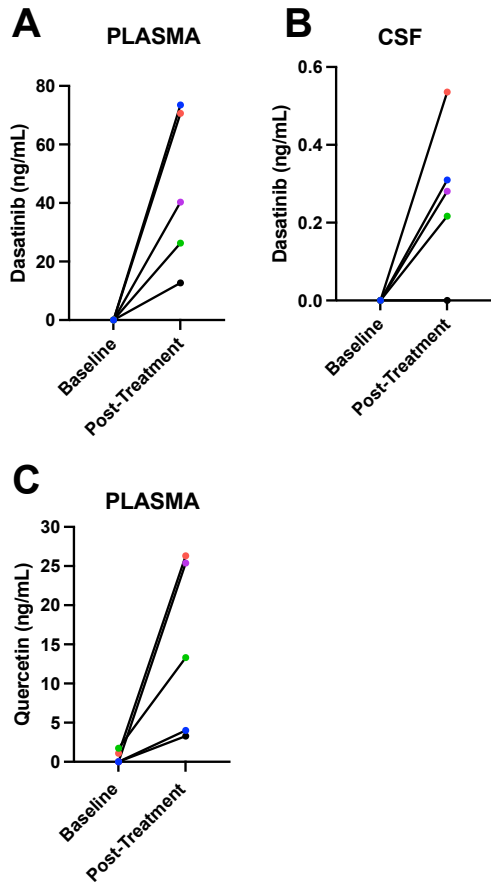 A
PLASMA
Dasatinib (ng/mL)
80
60
40
20
0
Baseline
Post-Treatment
B
CSF
Dasatinib (ng/mL)
0.6
0.4
0.2
0.0
Baseline
Post-Treatment
C
PLASMA
Quercetin (ng/mL)
30
25
20
15
10
5
0
Baseline
Post-Treatment